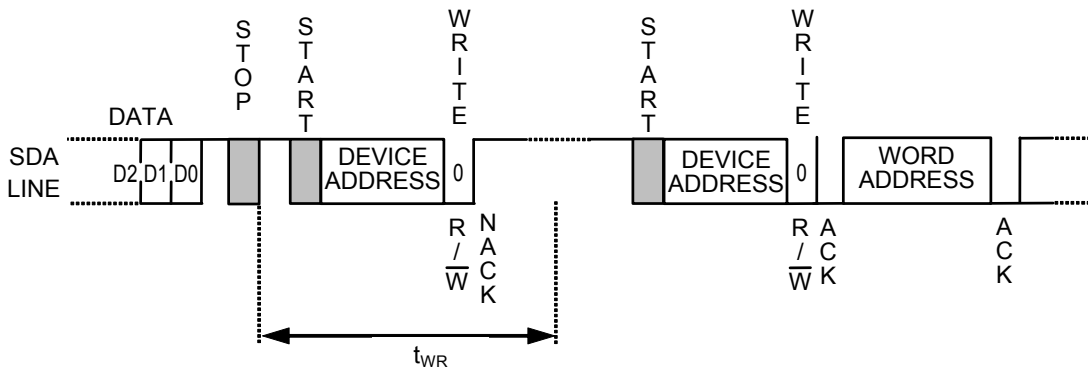 STOP
START
WRITE
START
WRITE
DATA
SDA LINE
D2 D1 D0
DEVICE
ADDRESS
0
DEVICE
ADDRESS
0
WORD
ADDRESS
R/W̅
NACK
R/W̅
ACK
ACK
tWR